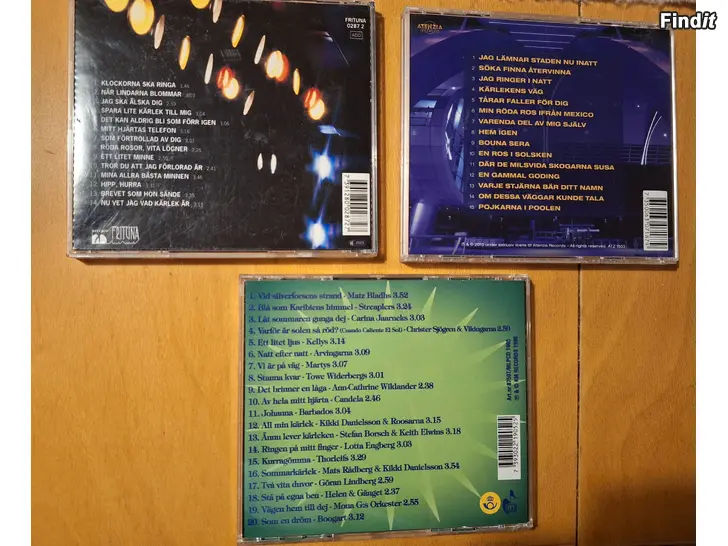 Findit
FRITUNA
0287 2
ADD
1 KLOCKORNA SKA RINGA 3:46
2 NÄR LINDARNA BLOMMAR
3 JAG SKA ÄLSKA DIG
4 SPARA LITE KÄRLEK TILL MIG
5 DET KAN ALDRIG BLI SOM FÖRR IGEN
6 MITT HJÄRTAS TELEFON
7 SOM FÖRTROLLAD AV DIG
8 RÖDA ROSOR, VITA LÖGNER
9 ETT LITET MINNE
10 TROR DU ATT JAG FÖRLORAD ÄR
11 MINA ALLRA BÄSTA MINNEN
12 HIPP, HURRA
13 BREVET SOM HON SÄNDE
14 NU VET JAG VAD KÄRLEK ÄR
FRITUNA
ATENZIA
1 JAG LÄMNAR STADEN NU INATT
2 SÖKA FINNA ÅTERVINNA
3 JAG RINGER I NATT
4 KÄRLEKENS VÄG
5 TÅRAR FALLER FÖR DIG
6 MIN RÖDA ROS IFRÅN MEXICO
7 VARENDA DEL AV MIG SJÄLV
8 HEM IGEN
9 BOUNA SERA
10 EN ROS I SOLSKEN
11 DÄR DE MILSVIDA SKOGARNA SUSA
12 EN GAMMAL GODING
13 VARJE STJÄRNA BÄR DITT NAMN
14 OM DESSA VÄGGAR KUNDE TALA
15 POJKARNA I POOLEN
1. Vid silverforsens strand - Matz Bladhs 3.52
2. Blå som Karibiens himmel - Streaplers 3.24
3. Låt sommaren gunga dej - Carina Jaarneks 3.03
4. Varför är solen så röd? (Cuando Caliente El Sol) - Christer Sjögren & Vikingarna 2.50
5. Ett litet ljus - Kellys 3.14
6. Natt efter natt - Arvingarna 3.09
7. Vi är på väg - Martys 3.07
8. Stanna kvar - Towe Widerbergs 3.01
9. Det brinner en låga - Ann-Cathrine Wiklander 2.38
10. Av hela mitt hjärta - Candela 2.46
11. Johanna - Barbados 3.04
12. All min kärlek - Kikki Danielsson & Roosarna 3.15
13. Ännu lever kärleken - Stefan Borsch & Keith Elwins 3.18
14. Ringen på mitt finger - Lotta Engberg 3.03
15. Kurragömma - Thorleifs 3.29
16. Sommarkärlek - Mats Rådberg & Kikki Danielsson 3.54
17. Två vita duvor - Göran Lindberg 2.59
18. Stå på egna ben - Helen & Gänget 2.37
19. Vägen hem till dej - Mona G:s Orkester 2.55
20. Som en dröm - Boogart 3.12